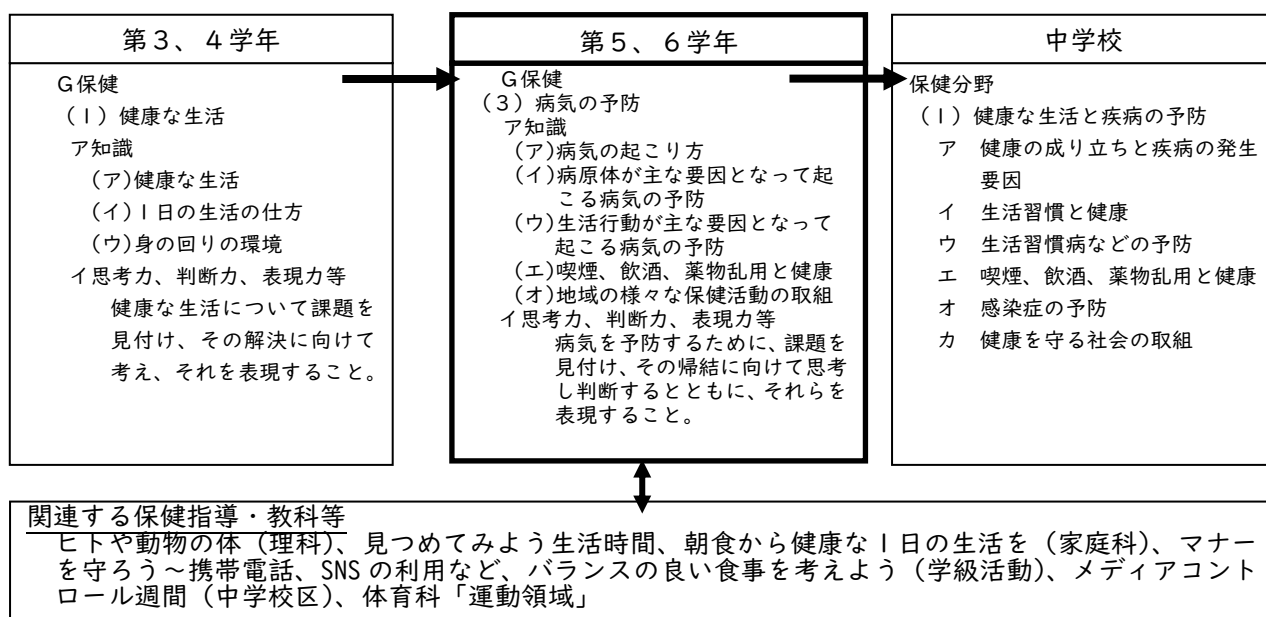 第３、４学年
Ｇ保健
（１）健康な生活
ア知識
（ア）健康な生活
（イ）１日の生活の仕方
（ウ）身の回りの環境
イ思考力、判断力、表現力等
健康な生活について課題を
見付け、その解決に向けて
考え、それを表現すること。
第５、６学年
Ｇ保健
（３）病気の予防
ア知識
（ア）病気の起こり方
（イ）病原体が主な要因となって起
こる病気の予防
（ウ）生活行動が主な要因となって
起こる病気の予防
（エ）喫煙、飲酒、薬物乱用と健康
（オ）地域の様々な保健活動の取組
イ思考力、判断力、表現力等
病気を予防するために、課題を
見付け、その帰結に向けて思考
し判断するとともに、それらを
表現すること。
中学校
保健分野
（１）健康な生活と疾病の予防
ア　健康の成り立ちと疾病の発生
要因
イ　生活習慣と健康
ウ　生活習慣病などの予防
エ　喫煙、飲酒、薬物乱用と健康
オ　感染症の予防
カ　健康を守る社会の取組
関連する保健指導・教科等
ヒトや動物の体（理科）、見つめてみよう生活時間、朝食から健康な１日の生活を（家庭科）、マナー
を守ろう～携帯電話、SNSの利用など、バランスの良い食事を考えよう（学級活動）、メディアコント
ロール週間（中学校区）、体育科「運動領域」